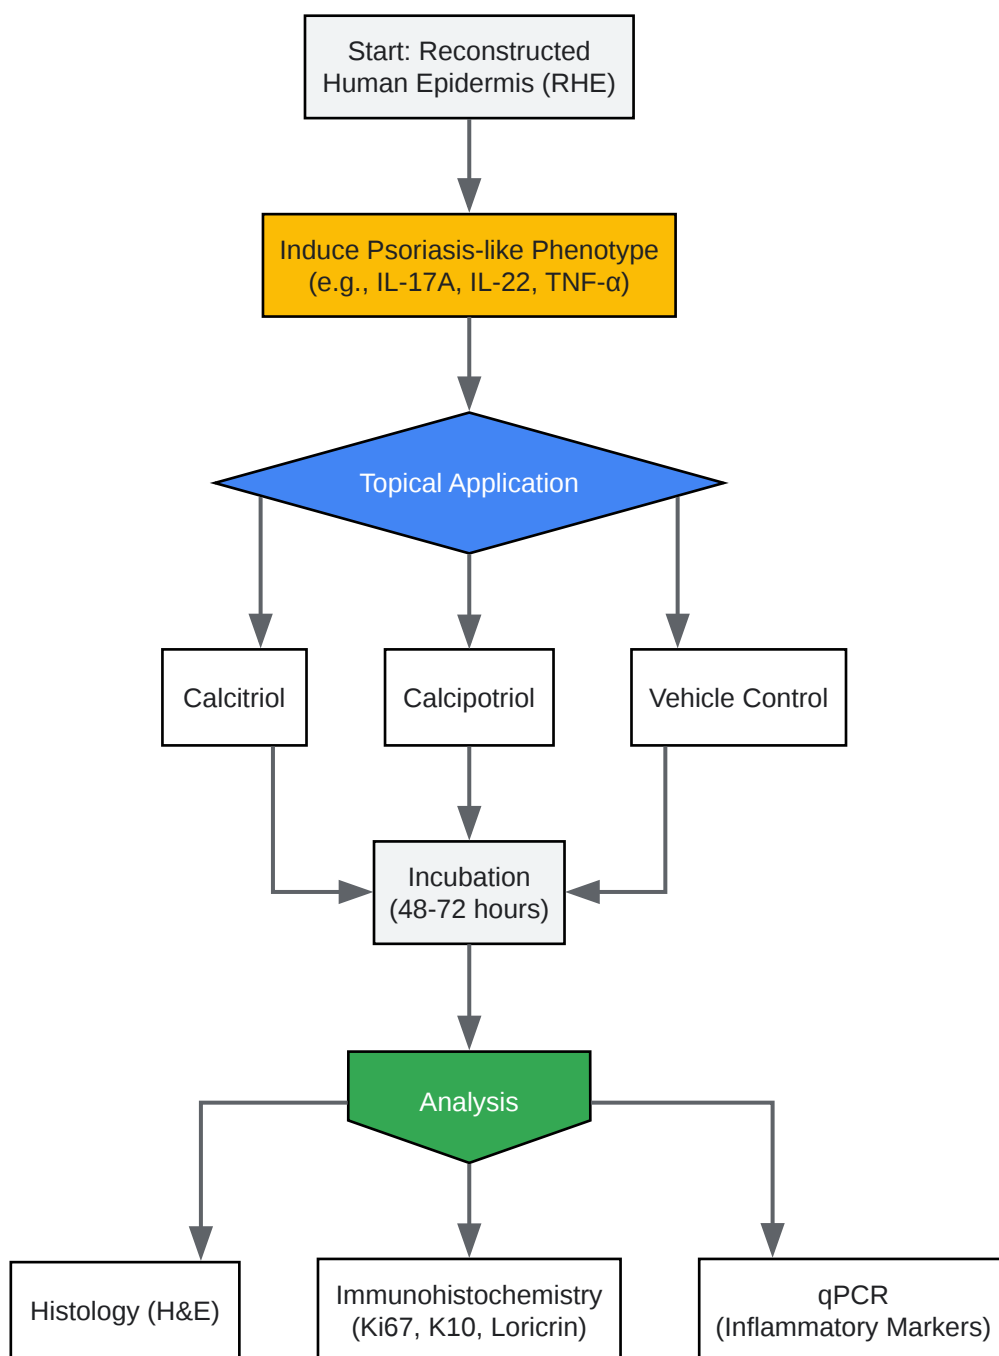 Start: Reconstructed
Human Epidermis (RHE)
Induce Psoriasis-like Phenotype
(e.g., IL-17A, IL-22, TNF-α)
Topical Application
Calcitriol
Calcipotriol
Vehicle Control
Incubation
(48-72 hours)
Analysis
Histology (H&E)
Immunohistochemistry
(Ki67, K10, Loricrin)
qPCR
(Inflammatory Markers)